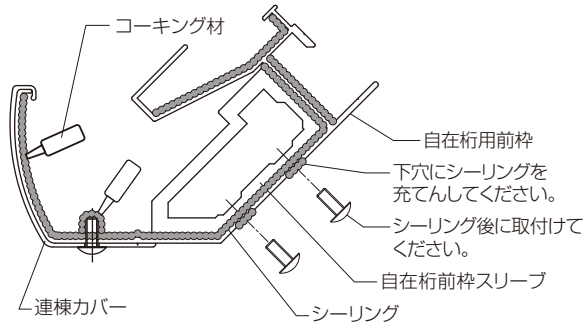 コーキング材
自在桁用前枠
下穴にシーリングを
充てんしてください。
シーリング後に取付けて
ください。
自在桁前枠スリーブ
シーリング
連棟カバー